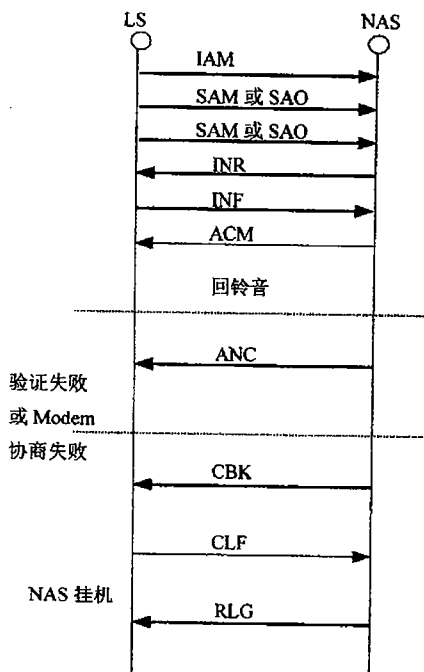 LS
NAS
IAM
SAM 或 SAO
SAM 或 SAO
INR
INF
ACM
回铃音
ANC
验证失败
或 Modem
协商失败
CBK
CLF
NAS 挂机
RLG